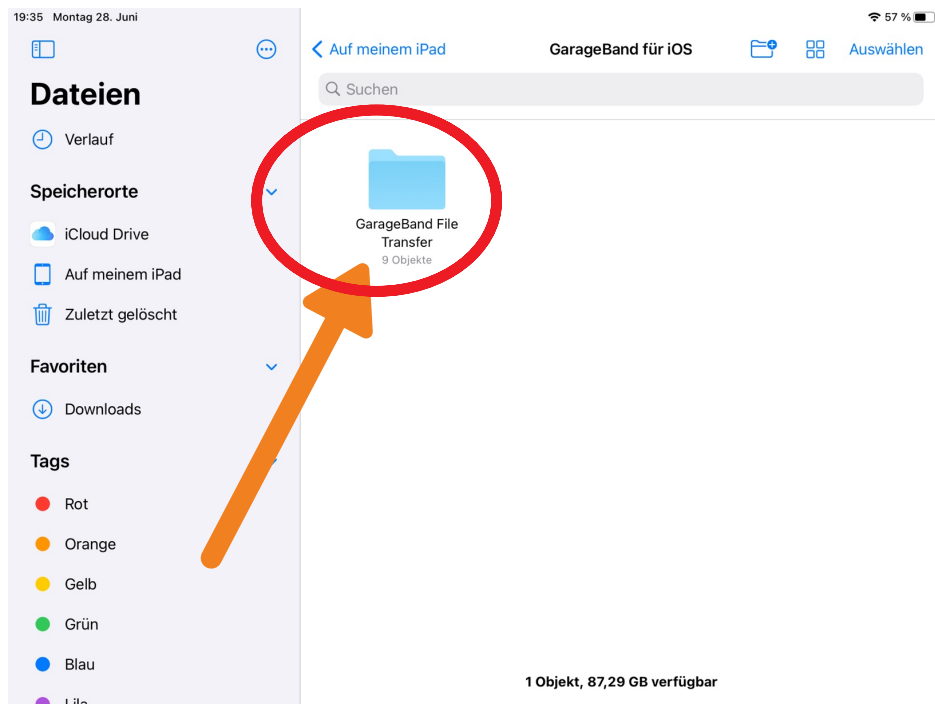 19:35 Montag 28. Juni
57 %
Auf meinem iPad
GarageBand für iOS
Auswählen
Dateien
Suchen
Verlauf
Speicherorte
iCloud Drive
Auf meinem iPad
Zuletzt gelöscht
Favoriten
Downloads
Tags
Rot
Orange
Gelb
Grün
Blau
Lila
GarageBand File
Transfer
9 Objekte
1 Objekt, 87,29 GB verfügbar